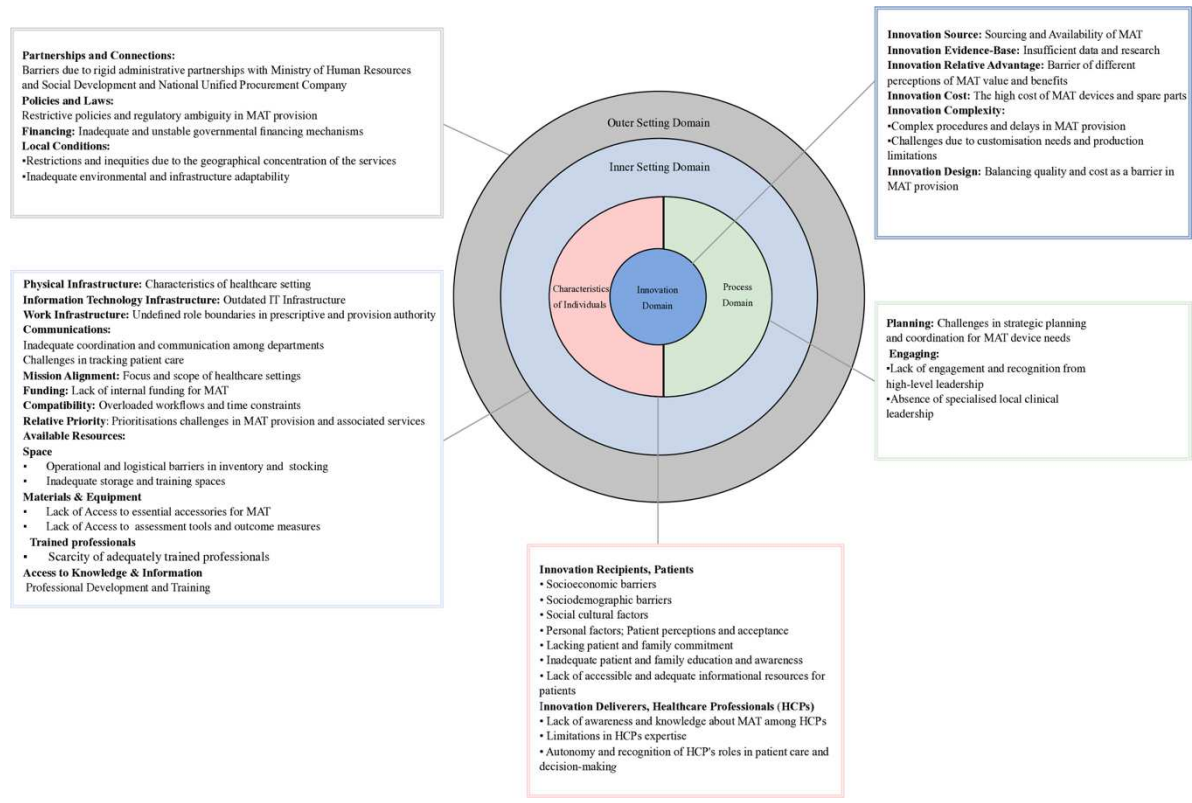 Partnerships and Connections:
Barriers due to rigid administrative partnerships with Ministry of Human Resources
and Social Development and National Unified Procurement Company
Policies and Laws:
Restrictive policies and regulatory ambiguity in MAT provision
Financing: Inadequate and unstable governmental financing mechanisms
Local Conditions:
•Restrictions and inequities due to the geographical concentration of the services
•Inadequate environmental and infrastructure adaptability
Innovation Source: Sourcing and Availability of MAT
Innovation Evidence-Base: Insufficient data and research
Innovation Relative Advantage: Barrier of different
perceptions of MAT value and benefits
Innovation Cost: The high cost of MAT devices and spare parts
Innovation Complexity:
•Complex procedures and delays in MAT provision
•Challenges due to customisation needs and production
limitations
Innovation Design: Balancing quality and cost as a barrier in
MAT provision
Outer Setting Domain
Inner Setting Domain
Characteristics
of Individuals
Innovation
Domain
Process
Domain
Physical Infrastructure: Characteristics of healthcare setting
Information Technology Infrastructure: Outdated IT Infrastructure
Work Infrastructure: Undefined role boundaries in prescriptive and provision authority
Communications:
Inadequate coordination and communication among departments
Challenges in tracking patient care
Mission Alignment: Focus and scope of healthcare settings
Funding: Lack of internal funding for MAT
Compatibility: Overloaded workflows and time constraints
Relative Priority: Prioritisations challenges in MAT provision and associated services
Available Resources:
Space
▪ Operational and logistical barriers in inventory and stocking
▪ Inadequate storage and training spaces
Materials & Equipment
▪ Lack of Access to essential accessories for MAT
▪ Lack of Access to assessment tools and outcome measures
Trained professionals
▪ Scarcity of adequately trained professionals
Access to Knowledge & Information
Professional Development and Training
Planning: Challenges in strategic planning
and coordination for MAT device needs
Engaging:
•Lack of engagement and recognition from
high-level leadership
•Absence of specialised local clinical
leadership
Innovation Recipients, Patients
• Socioeconomic barriers
• Sociodemographic barriers
• Social cultural factors
• Personal factors; Patient perceptions and acceptance
• Lacking patient and family commitment
• Inadequate patient and family education and awareness
• Lack of accessible and adequate informational resources for
patients
Innovation Deliverers, Healthcare Professionals (HCPs)
• Lack of awareness and knowledge about MAT among HCPs
• Limitations in HCPs expertise
• Autonomy and recognition of HCP's roles in patient care and
decision-making